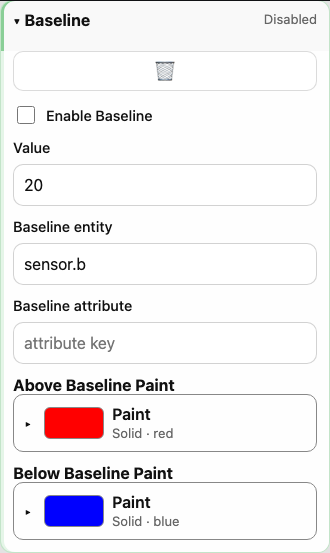 Baseline
Disabled
Enable Baseline
Value
20
Baseline entity
sensor.b
Baseline attribute
attribute key
Above Baseline Paint
Paint
Solid · red
Below Baseline Paint
Paint
Solid · blue